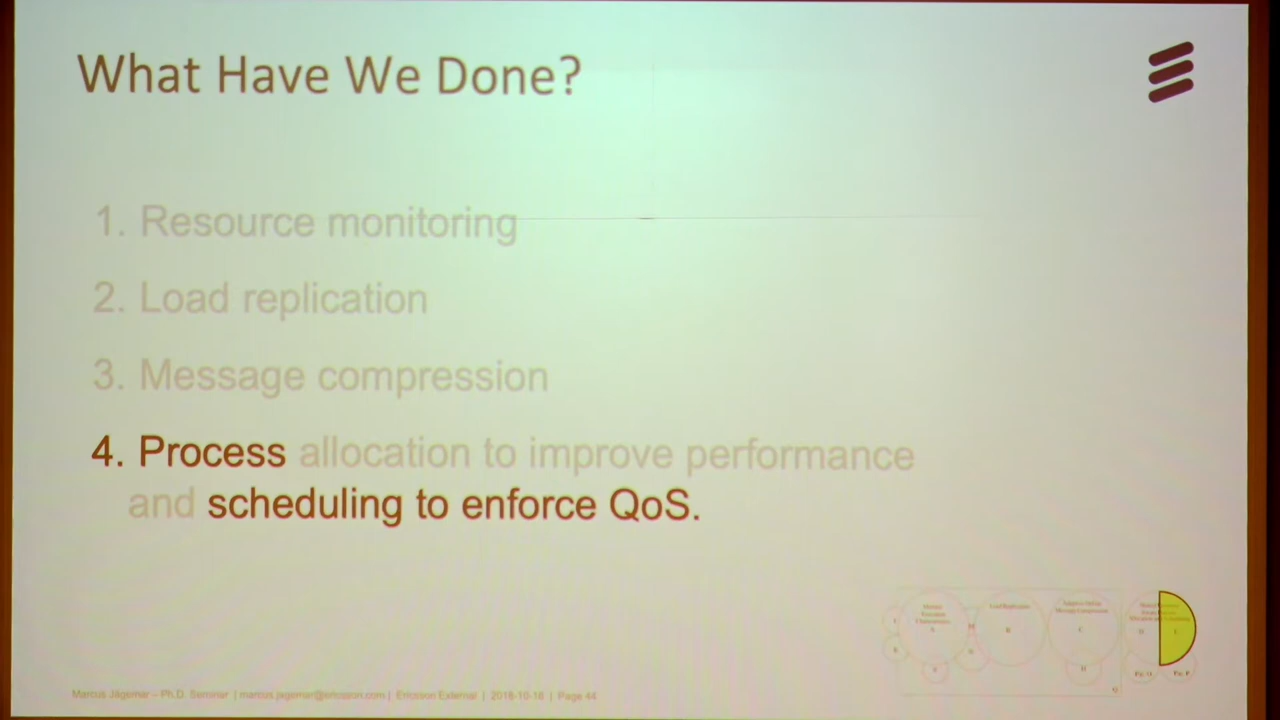 What Have We Done?
1. Resource monitoring
2. Load replication
3. Message compression
4. Process allocation to improve performance
and scheduling to enforce QoS.
Load Replication
Marcus Jägemar – Ph.D. Seminar | marcus.jagemar@ericsson.com | Ericsson External | 2018-10-16 | Page 44